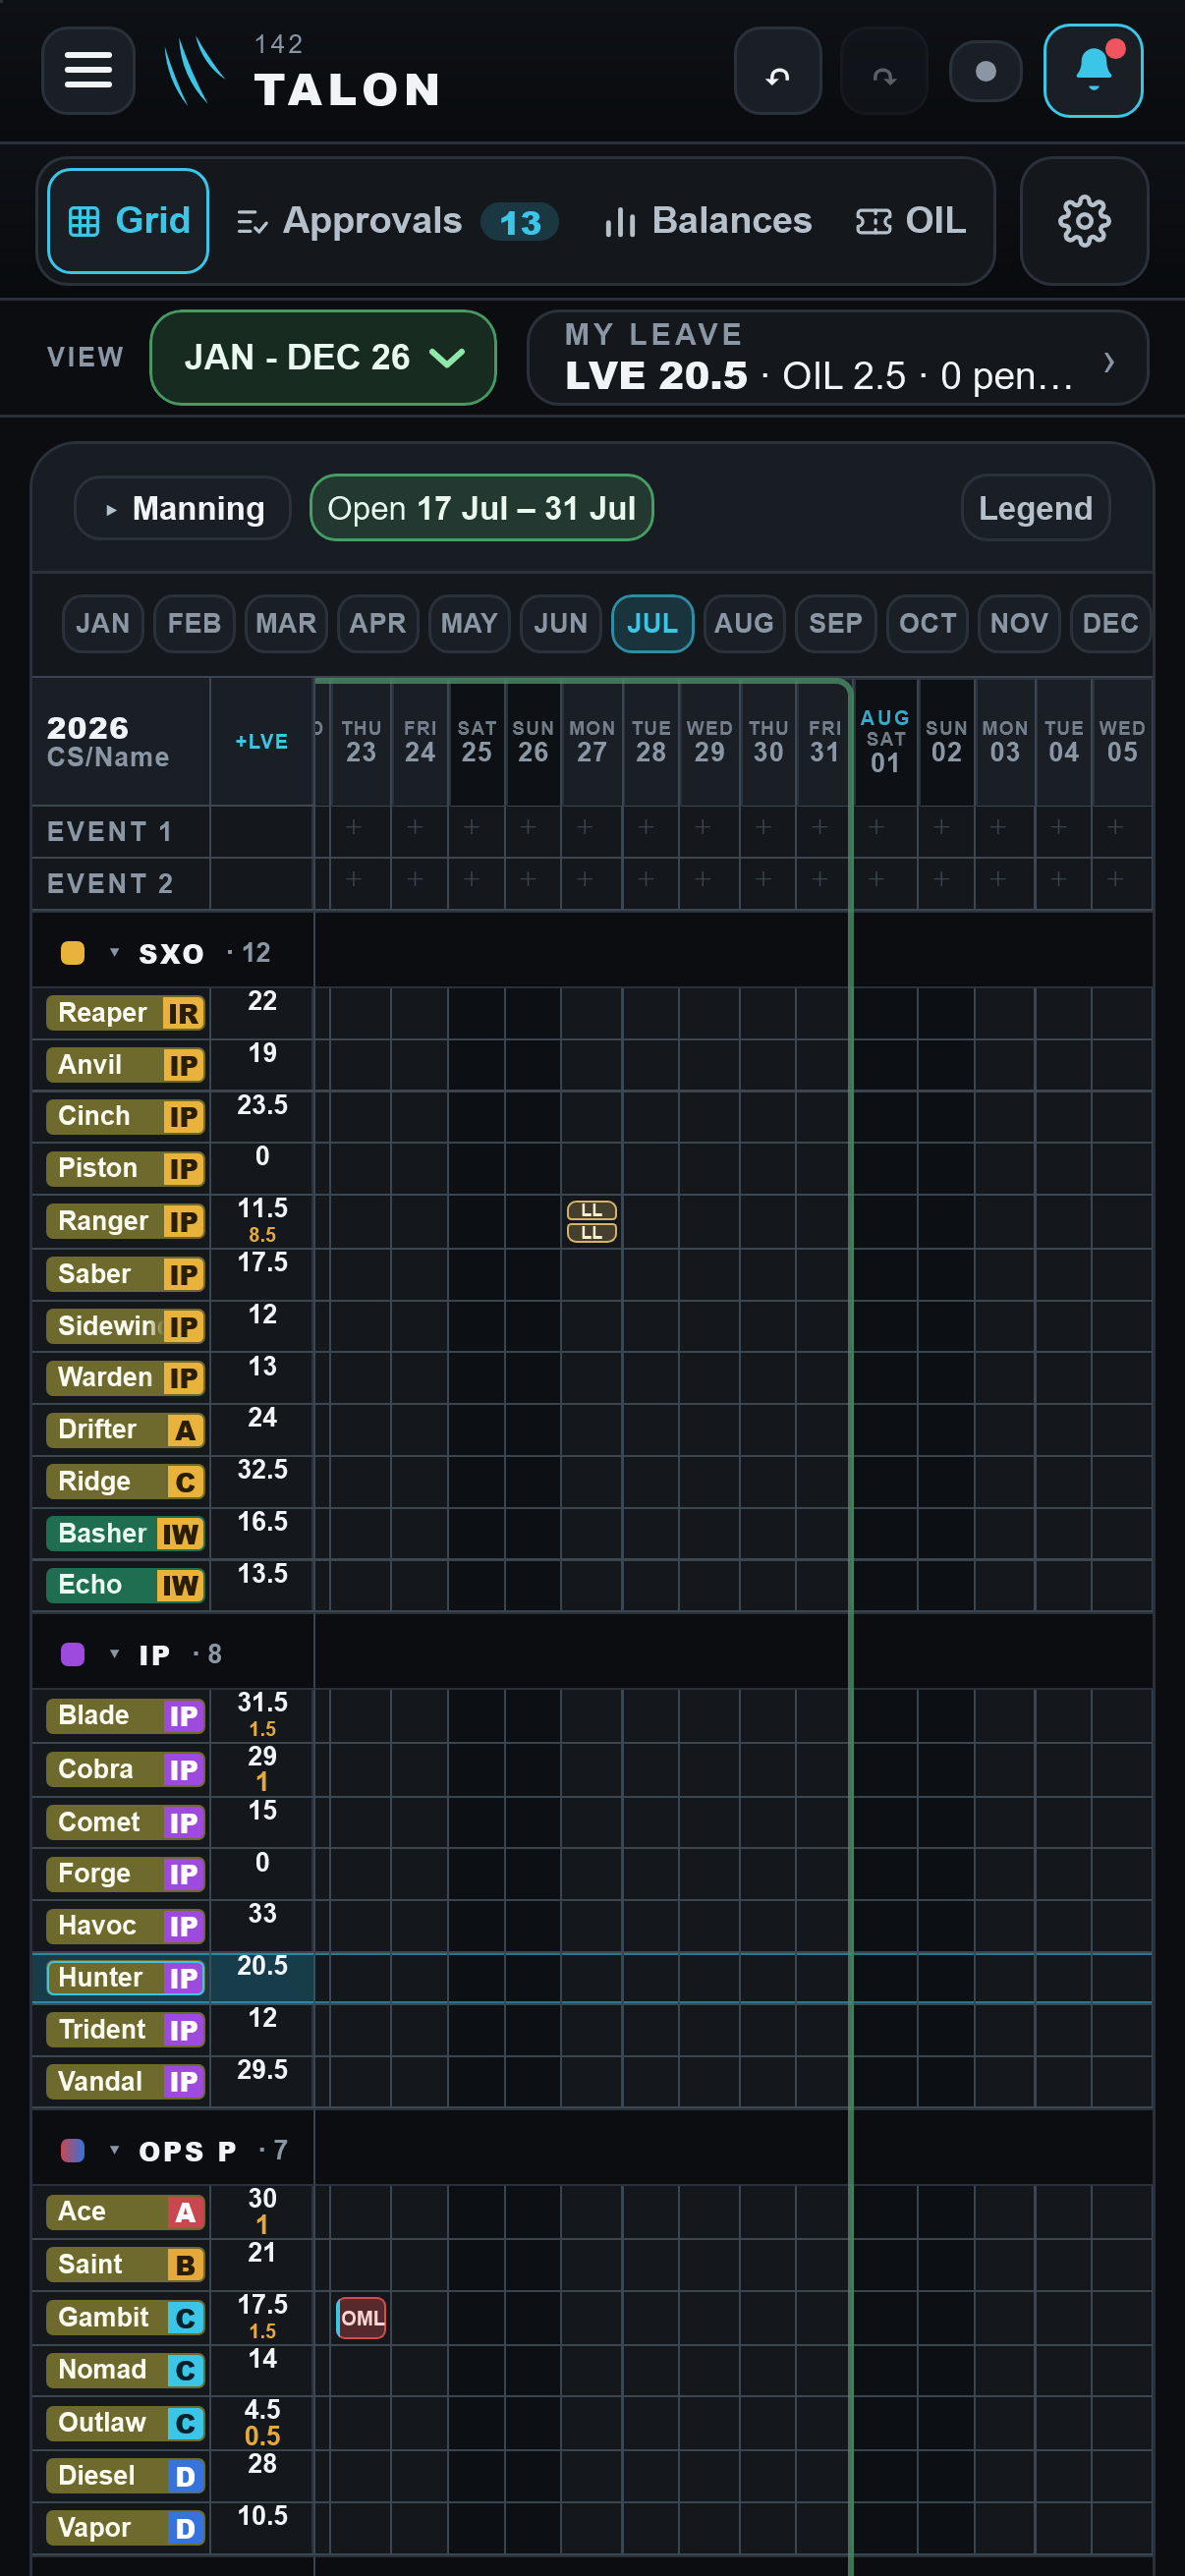 142
TALON
Grid Approvals 13 Balances OIL
VIEW JAN - DEC 26
MY LEAVE
LVE 20.5 · OIL 2.5 · 0 pen…
Manning Open 17 Jul – 31 Jul Legend
JAN FEB MAR APR MAY JUN JUL AUG SEP OCT NOV DEC
2026
CS/Name
+LVE
THU 23
FRI 24
SAT 25
SUN 26
MON 27
TUE 28
WED 29
THU 30
FRI 31
AUG SAT 01
SUN 02
MON 03
TUE 04
WED 05
EVENT 1 + + + + + + + + + + + + + +
EVENT 2 + + + + + + + + + + + + + +
SXO · 12
Reaper IR 22
Anvil IP 19
Cinch IP 23.5
Piston IP 0
Ranger IP 11.5 8.5 LL LL
Saber IP 17.5
Sidewin IP 12
Warden IP 13
Drifter A 24
Ridge C 32.5
Basher IW 16.5
Echo IW 13.5
IP · 8
Blade IP 31.5 1.5
Cobra IP 29 1
Comet IP 15
Forge IP 0
Havoc IP 33
Hunter IP 20.5
Trident IP 12
Vandal IP 29.5
OPS P · 7
Ace A 30 1
Saint B 21
Gambit C 17.5 1.5 OML
Nomad C 14
Outlaw C 4.5 0.5
Diesel D 28
Vapor D 10.5